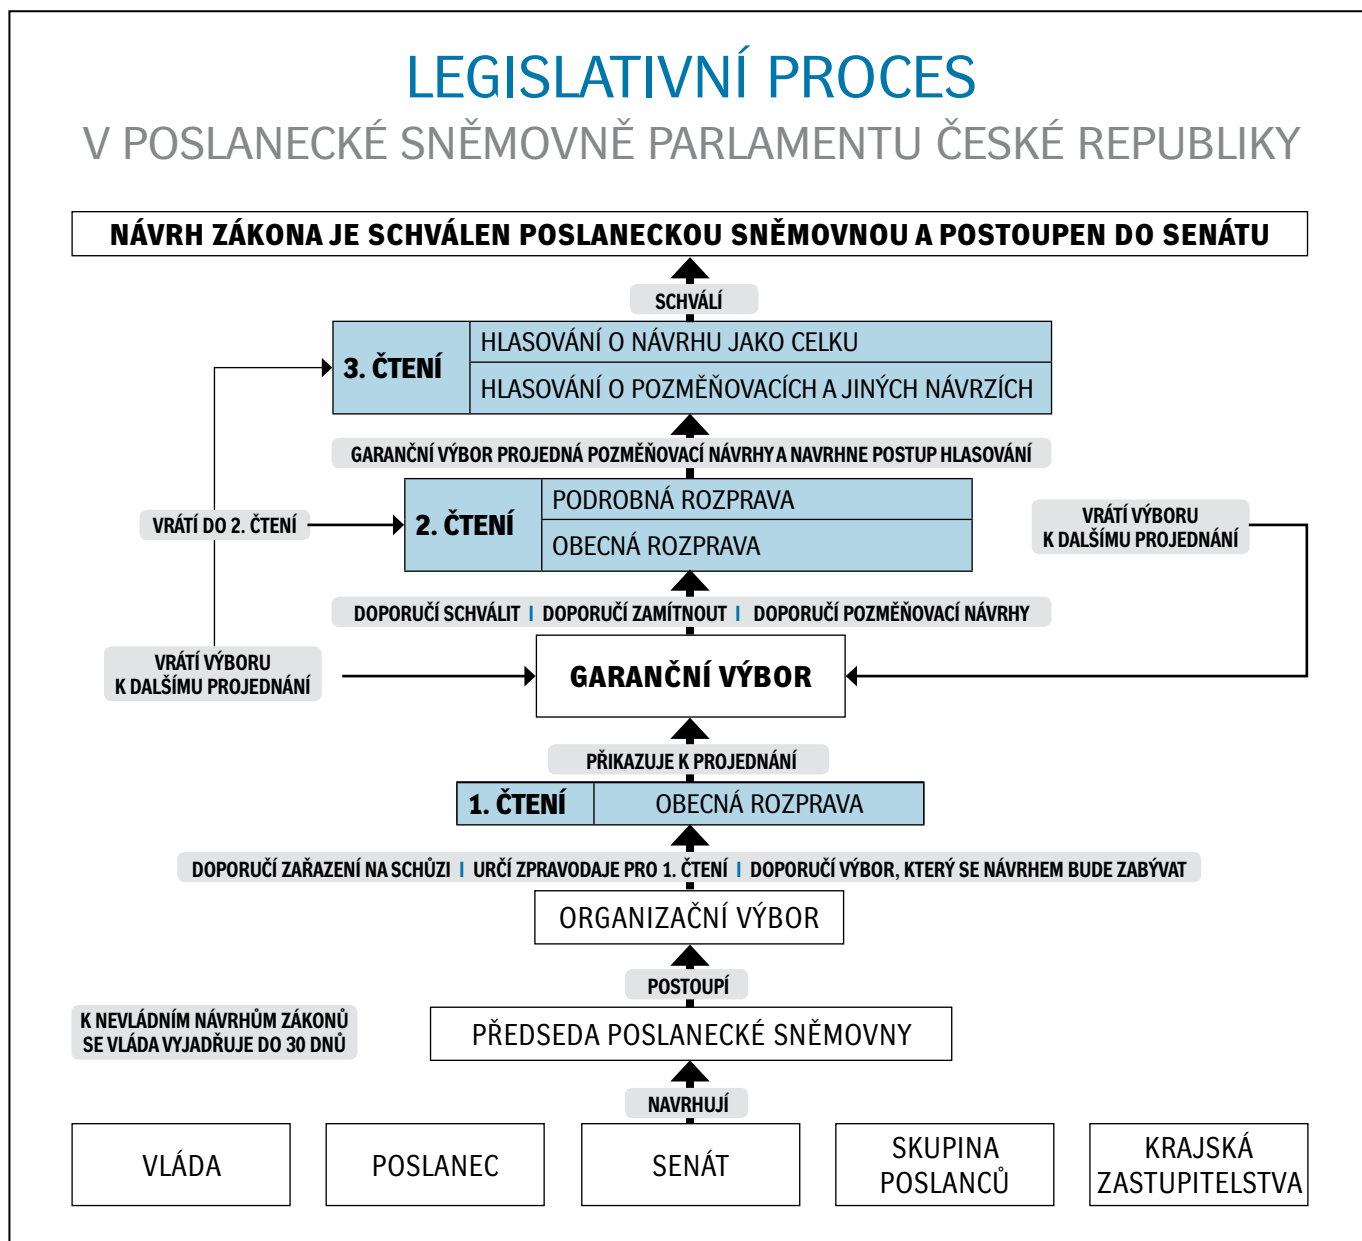 LEGISLATIVNÍ PROCES
V POSLANECKÉ SNĚMOVNĚ PARLAMENTU ČESKÉ REPUBLIKY
NÁVRH ZÁKONA JE SCHVÁLEN POSLANECKOU SNĚMOVNOU A POSTOUPEN DO SENÁTU
SCHVÁLÍ
3. ČTENÍ
HLASOVÁNÍ O NÁVRHU JAKO CELKU
HLASOVÁNÍ O POZMĚŇOVACÍCH A JINÝCH NÁVRZÍCH
GARANČNÍ VÝBOR PROJEDNÁ POZMĚŇOVACÍ NÁVRHY A NAVRHNE POSTUP HLASOVÁNÍ
VRÁTÍ DO 2. ČTENÍ
2. ČTENÍ
PODROBNÁ ROZPRAVA
OBECNÁ ROZPRAVA
VRÁTÍ VÝBORU
K DALŠÍMU PROJEDNÁNÍ
DOPORUČÍ SCHVÁLIT | DOPORUČÍ ZAMÍTNOUT | DOPORUČÍ POZMĚŇOVACÍ NÁVRHY
VRÁTÍ VÝBORU
K DALŠÍMU PROJEDNÁNÍ
GARANČNÍ VÝBOR
PŘIKAZUJE K PROJEDNÁNÍ
1. ČTENÍ
OBECNÁ ROZPRAVA
DOPORUČÍ ZAŘAZENÍ NA SCHŮZI | URČÍ ZPRAVODAJE PRO 1. ČTENÍ | DOPORUČÍ VÝBOR, KTERÝ SE NÁVRHEM BUDE ZABÝVAT
ORGANIZAČNÍ VÝBOR
POSTOUPÍ
K NEVLÁDNÍM NÁVRHŮM ZÁKONŮ
SE VLÁDA VYJADŘUJE DO 30 DNŮ
PŘEDSEDA POSLANECKÉ SNĚMOVNY
NAVRHUJÍ
VLÁDA
POSLANEC
SENÁT
SKUPINA
POSLANCŮ
KRAJSKÁ
ZASTUPITELSTVA